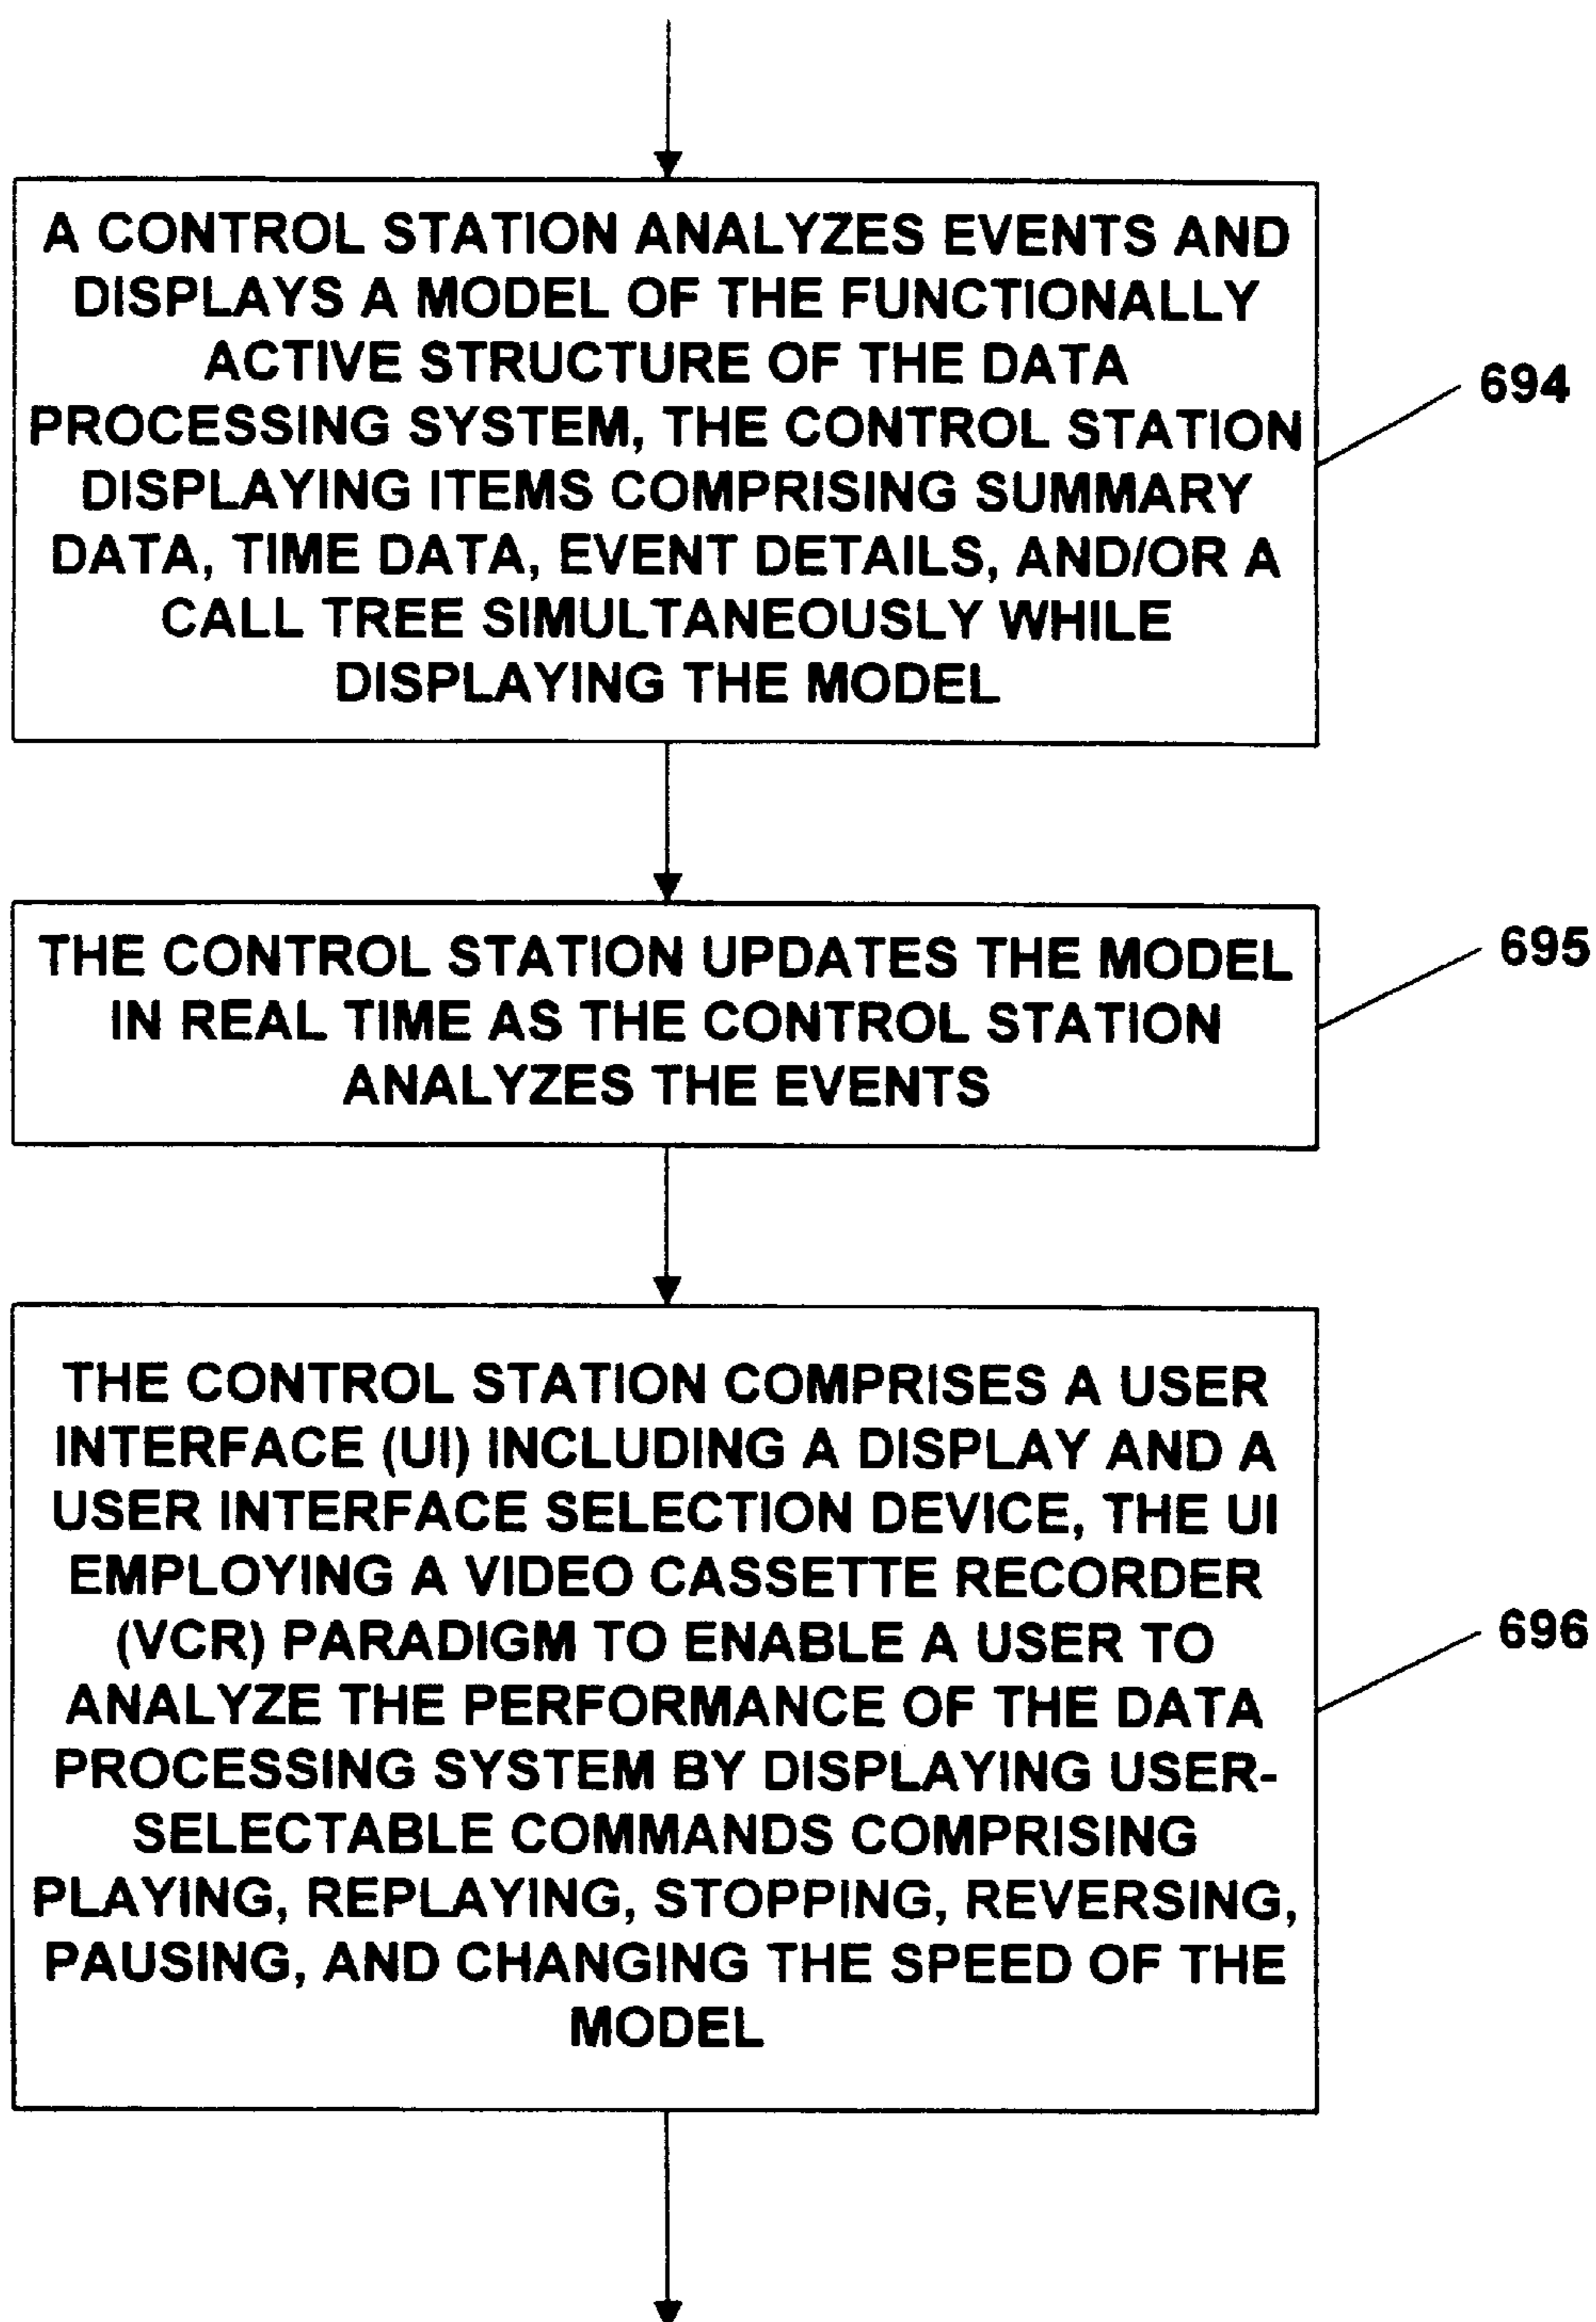 A CONTROL STATION ANALYZES EVENTS AND
DISPLAYS A MODEL OF THE FUNCTIONALLY
ACTIVE STRUCTURE OF THE DATA
PROCESSING SYSTEM, THE CONTROL STATION
DISPLAYING ITEMS COMPRISING SUMMARY
DATA, TIME DATA, EVENT DETAILS, AND/OR A
CALL TREE SIMULTANEOUSLY WHILE
DISPLAYING THE MODEL
694
THE CONTROL STATION UPDATES THE MODEL
IN REAL TIME AS THE CONTROL STATION
ANALYZES THE EVENTS
695
THE CONTROL STATION COMPRISES A USER
INTERFACE (UI) INCLUDING A DISPLAY AND A
USER INTERFACE SELECTION DEVICE, THE UI
EMPLOYING A VIDEO CASSETTE RECORDER
(VCR) PARADIGM TO ENABLE A USER TO
ANALYZE THE PERFORMANCE OF THE DATA
PROCESSING SYSTEM BY DISPLAYING USER-
SELECTABLE COMMANDS COMPRISING
PLAYING, REPLAYING, STOPPING, REVERSING,
PAUSING, AND CHANGING THE SPEED OF THE
MODEL
696